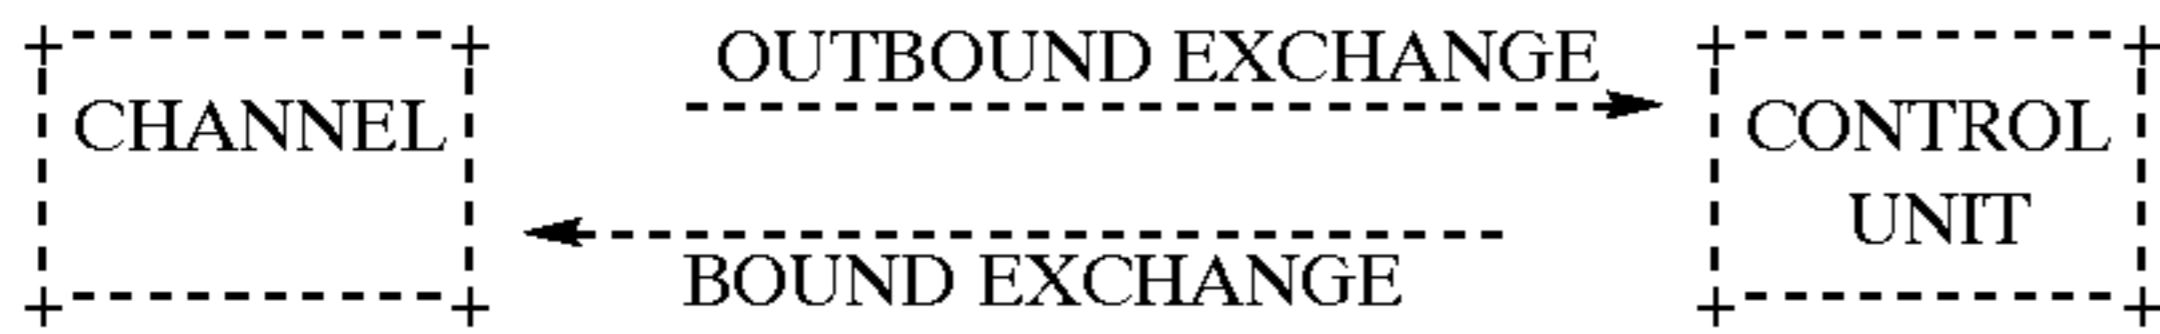 OUTBOUND EXCHANGE
CHANNEL
CONTROL
UNIT
BOUND EXCHANGE